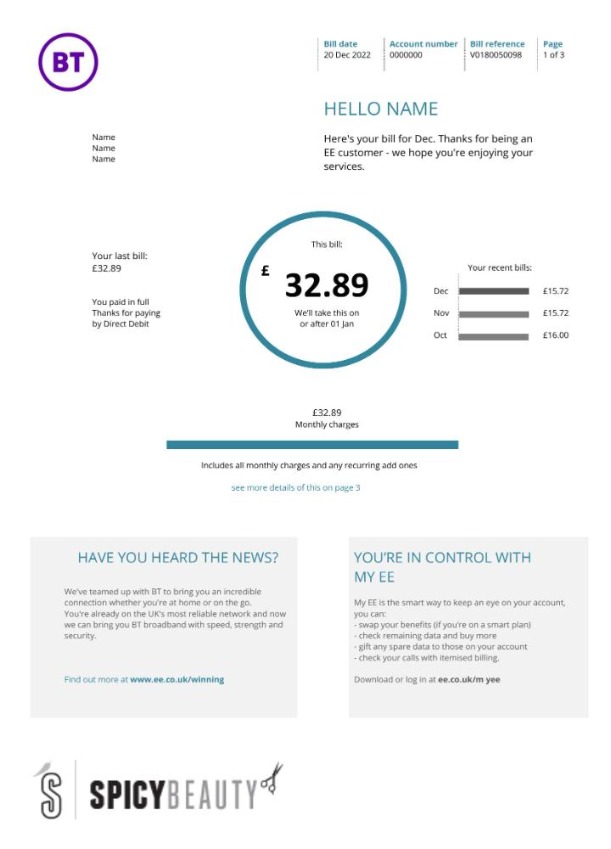 BT
Bill date
20 Dec 2022
Account number
0000000
Bill reference
V0180050098
Page
1 of 3
HELLO NAME
Name
Name
Name
Here's your bill for Dec. Thanks for being an
EE customer - we hope you're enjoying your
services.
Your last bill:
£32.89
You paid in full
Thanks for paying
by Direct Debit
This bill:
£
32.89
We'll take this on
or after 01 Jan
Your recent bills:
Dec £15.72
Nov £15.72
Oct £16.00
£32.89
Monthly charges
Includes all monthly charges and any recurring add ones
see more details of this on page 3
HAVE YOU HEARD THE NEWS?
We've teamed up with BT to bring you an incredible
connection whether you're at home or on the go.
You're already on the UK's most reliable network and now
we can bring you BT broadband with speed, strength and
security.
Find out more at www.ee.co.uk/winning
YOU'RE IN CONTROL WITH
MY EE
My EE is the smart way to keep an eye on your account,
you can:
- swap your benefits (if you're on a smart plan)
- check remaining data and buy more
- gift any spare data to those on your account
- check your calls with itemised billing.
Download or log in at ee.co.uk/m yee
S
SPICYBEAUTY